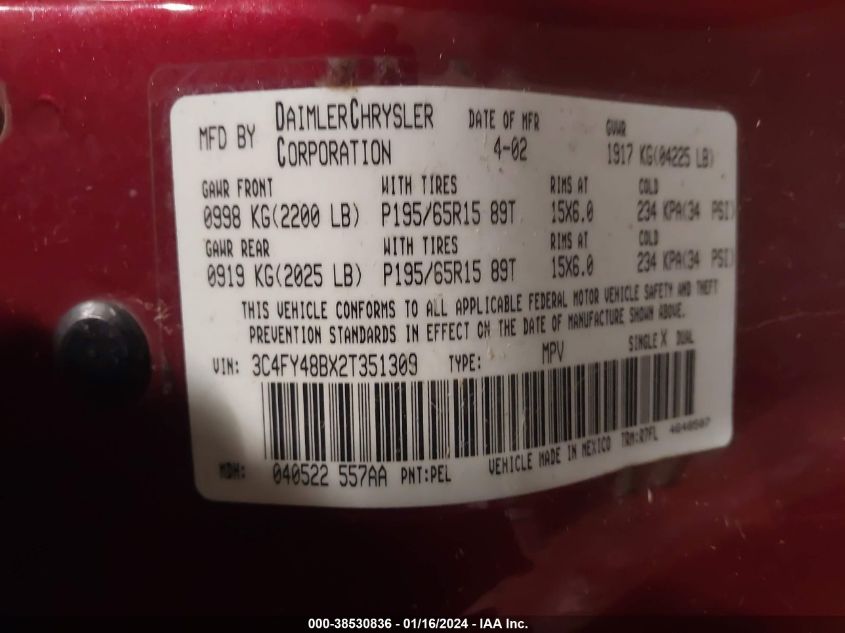 MFD BY DAIMLERCHRYSLER CORPORATION DATE OF MFR 4-02 GVWR 1917 KG(04225 LB)
GAWR FRONT WITH TIRES RIMS AT COLD
0998 KG(2200 LB) P195/65R15 89T 15X6.0 234 KPA(34 PSI)
GAWR REAR WITH TIRES RIMS AT COLD
0919 KG(2025 LB) P195/65R15 89T 15X6.0 234 KPA(34 PSI)
THIS VEHICLE CONFORMS TO ALL APPLICABLE FEDERAL MOTOR VEHICLE SAFETY AND THEFT
PREVENTION STANDARDS IN EFFECT ON THE DATE OF MANUFACTURE SHOWN ABOVE.
VIN: 3C4FY48BX2T351309 TYPE: MPV SINGLE X DUAL
MDH: 040522 557AA PNT:PEL VEHICLE MADE IN MEXICO TRM:R7FL 4G40507
000-38530836 - 01/16/2024 - IAA Inc.